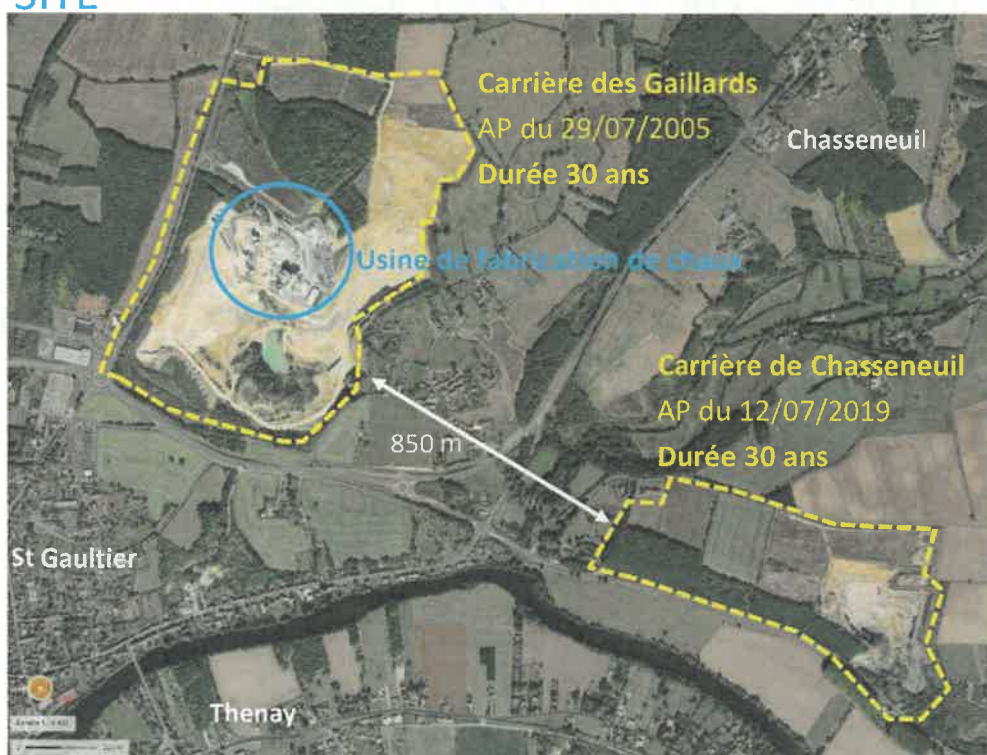 SITE
Carrière des Gaillards
AP du 29/07/2005
Durée 30 ans
Chasseneuil
Usine de fabrication de chaux
Carrière de Chasseneuil
AP du 12/07/2019
Durée 30 ans
850 m
St Gaultier
Thenay